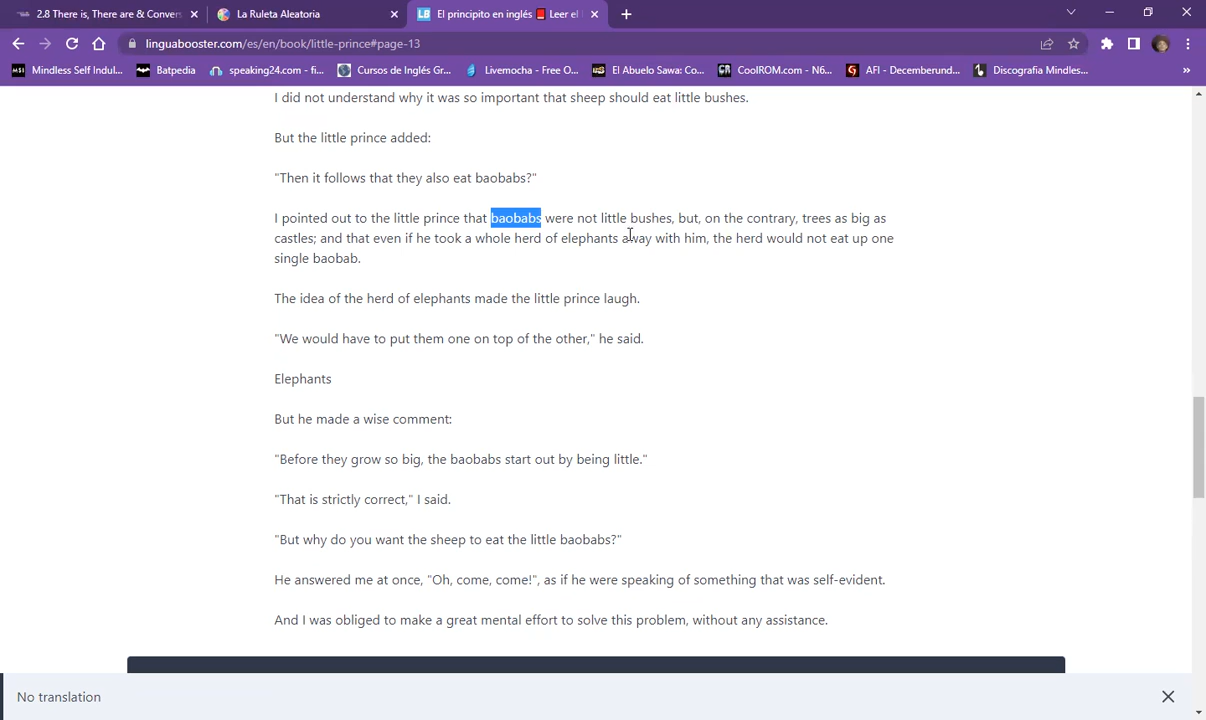 2.8 There is, There are & Conver
La Ruleta Aleatoria
El principito en inglés 📕 Leer el
linguabooster.com/es/en/book/little-prince#page-13
Mindless Self Indul...
Batpedia
speaking24.com - fi...
Cursos de Inglés Gr...
Livemocha - Free O...
El Abuelo Sawa: Co...
CoolROM.com - N6...
AFI - Decemberund...
Discografia Mindles...
»
I did not understand why it was so important that sheep should eat little bushes.
But the little prince added:
"Then it follows that they also eat baobabs?"
I pointed out to the little prince that baobabs were not little bushes, but, on the contrary, trees as big as
castles; and that even if he took a whole herd of elephants away with him, the herd would not eat up one
single baobab.
The idea of the herd of elephants made the little prince laugh.
"We would have to put them one on top of the other," he said.
Elephants
But he made a wise comment:
"Before they grow so big, the baobabs start out by being little."
"That is strictly correct," I said.
"But why do you want the sheep to eat the little baobabs?"
He answered me at once, "Oh, come, come!", as if he were speaking of something that was self-evident.
And I was obliged to make a great mental effort to solve this problem, without any assistance.
No translation